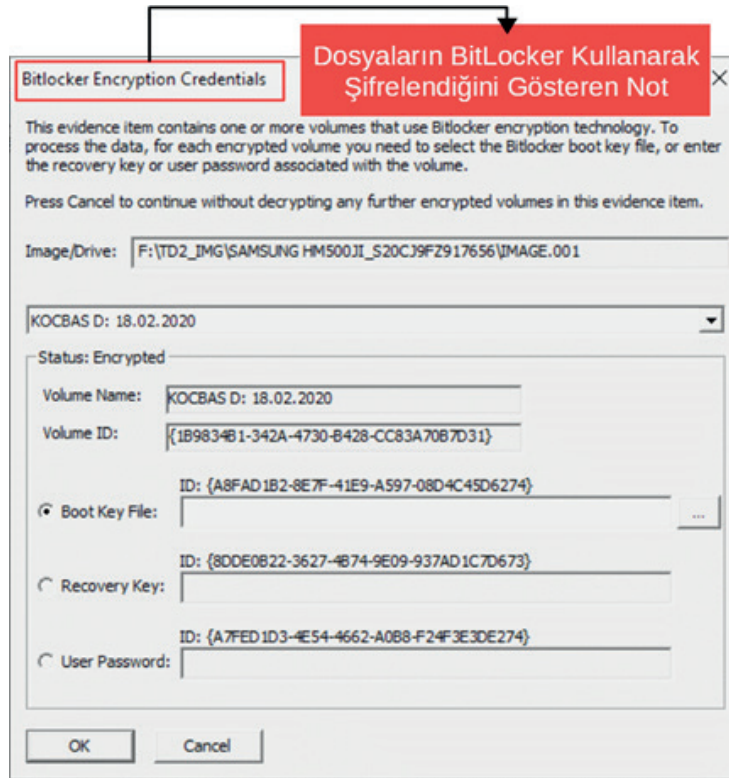 Dosyaların BitLocker Kullanarak
Şifrelendiğini Gösteren Not
Bitlocker Encryption Credentials
This evidence item contains one or more volumes that use Bitlocker encryption technology. To
process the data, for each encrypted volume you need to select the Bitlocker boot key file, or enter
the recovery key or user password associated with the volume.
Press Cancel to continue without decrypting any further encrypted volumes in this evidence item.
Image/Drive: F:\TD2_IMG\SAMSUNG HM500JI_S20CJ9FZ917656\IMAGE.001
KOCBAS D: 18.02.2020
Status: Encrypted
Volume Name: KOCBAS D: 18.02.2020
Volume ID: {1B9834B1-342A-4730-B428-CC83A70B7D31}
ID: {A8FAD1B2-8E7F-41E9-A597-08D4C45D6274}
Boot Key File: ...
ID: {8DDE0B22-3627-4B74-9E09-937AD1C7D673}
Recovery Key:
ID: {A7FED1D3-4E54-4662-A0B8-F24F3E3DE274}
User Password:
OK Cancel